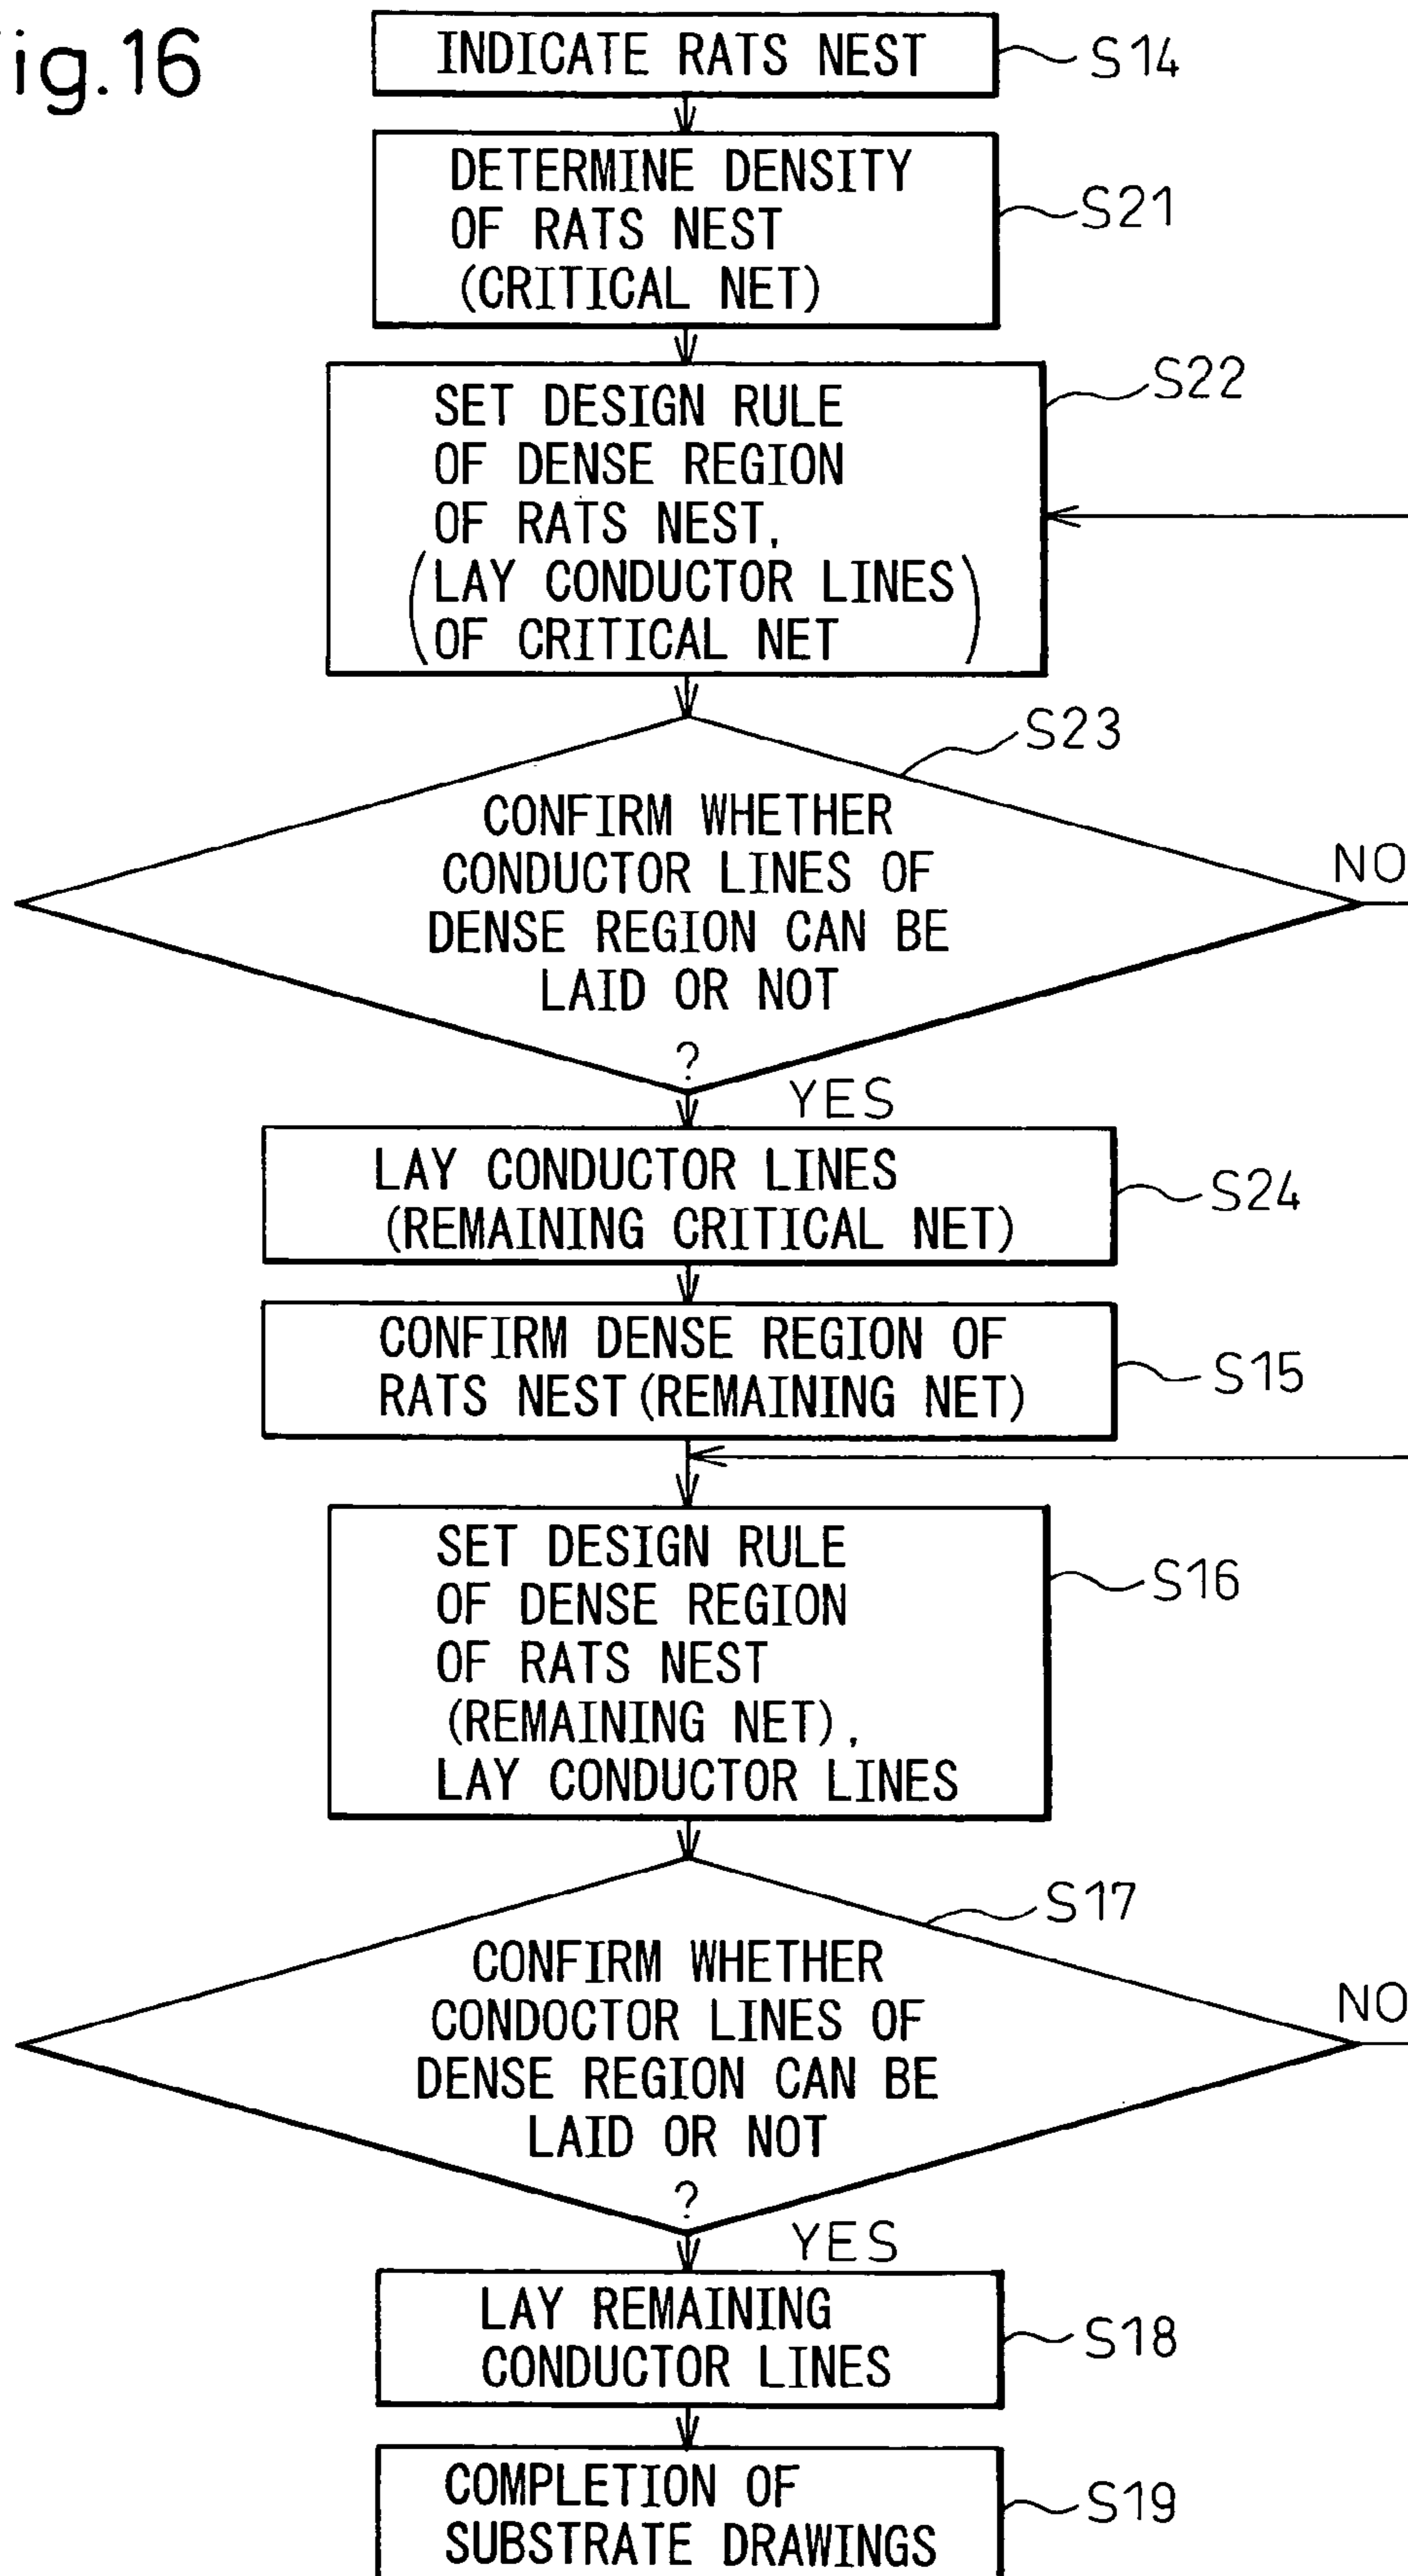 ig.16
INDICATE RATS NEST
S14
DETERMINE DENSITY
OF RATS NEST
(CRITICAL NET)
S21
SET DESIGN RULE
OF DENSE REGION
OF RATS NEST,
(LAY CONDUCTOR LINES
OF CRITICAL NET)
S22
S23
CONFIRM WHETHER
CONDUCTOR LINES OF
DENSE REGION CAN BE
LAID OR NOT
?
NO
YES
LAY CONDUCTOR LINES
(REMAINING CRITICAL NET)
S24
CONFIRM DENSE REGION OF
RATS NEST(REMAINING NET)
S15
SET DESIGN RULE
OF DENSE REGION
OF RATS NEST
(REMAINING NET),
LAY CONDUCTOR LINES
S16
S17
CONFIRM WHETHER
CONDOCTOR LINES OF
DENSE REGION CAN BE
LAID OR NOT
?
NO
YES
LAY REMAINING
CONDUCTOR LINES
S18
COMPLETION OF
SUBSTRATE DRAWINGS
S19